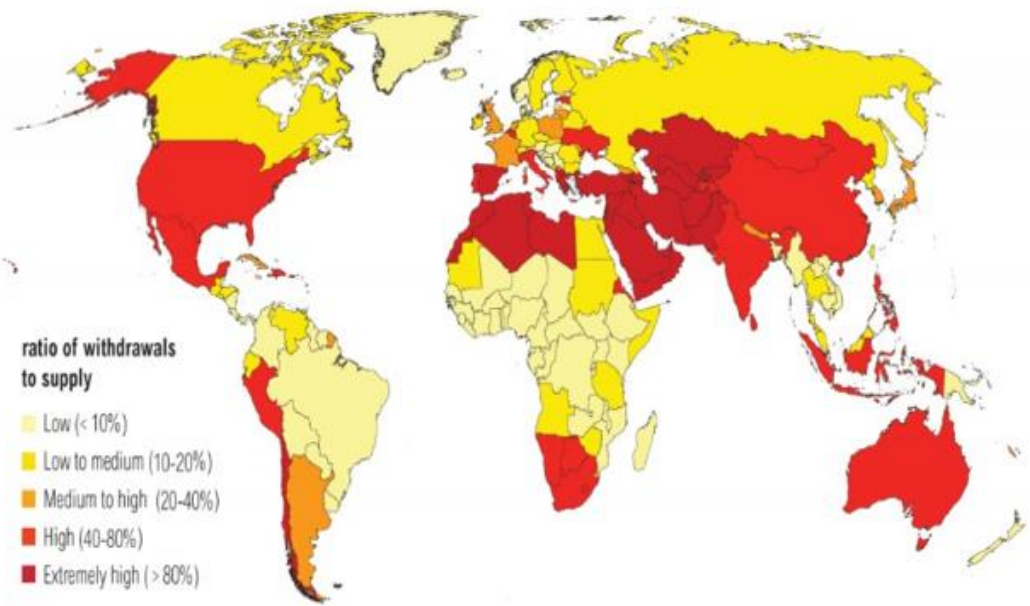 ratio of withdrawals
to supply
Low (< 10%)
Low to medium (10-20%)
Medium to high (20-40%)
High (40-80%)
Extremely high (> 80%)